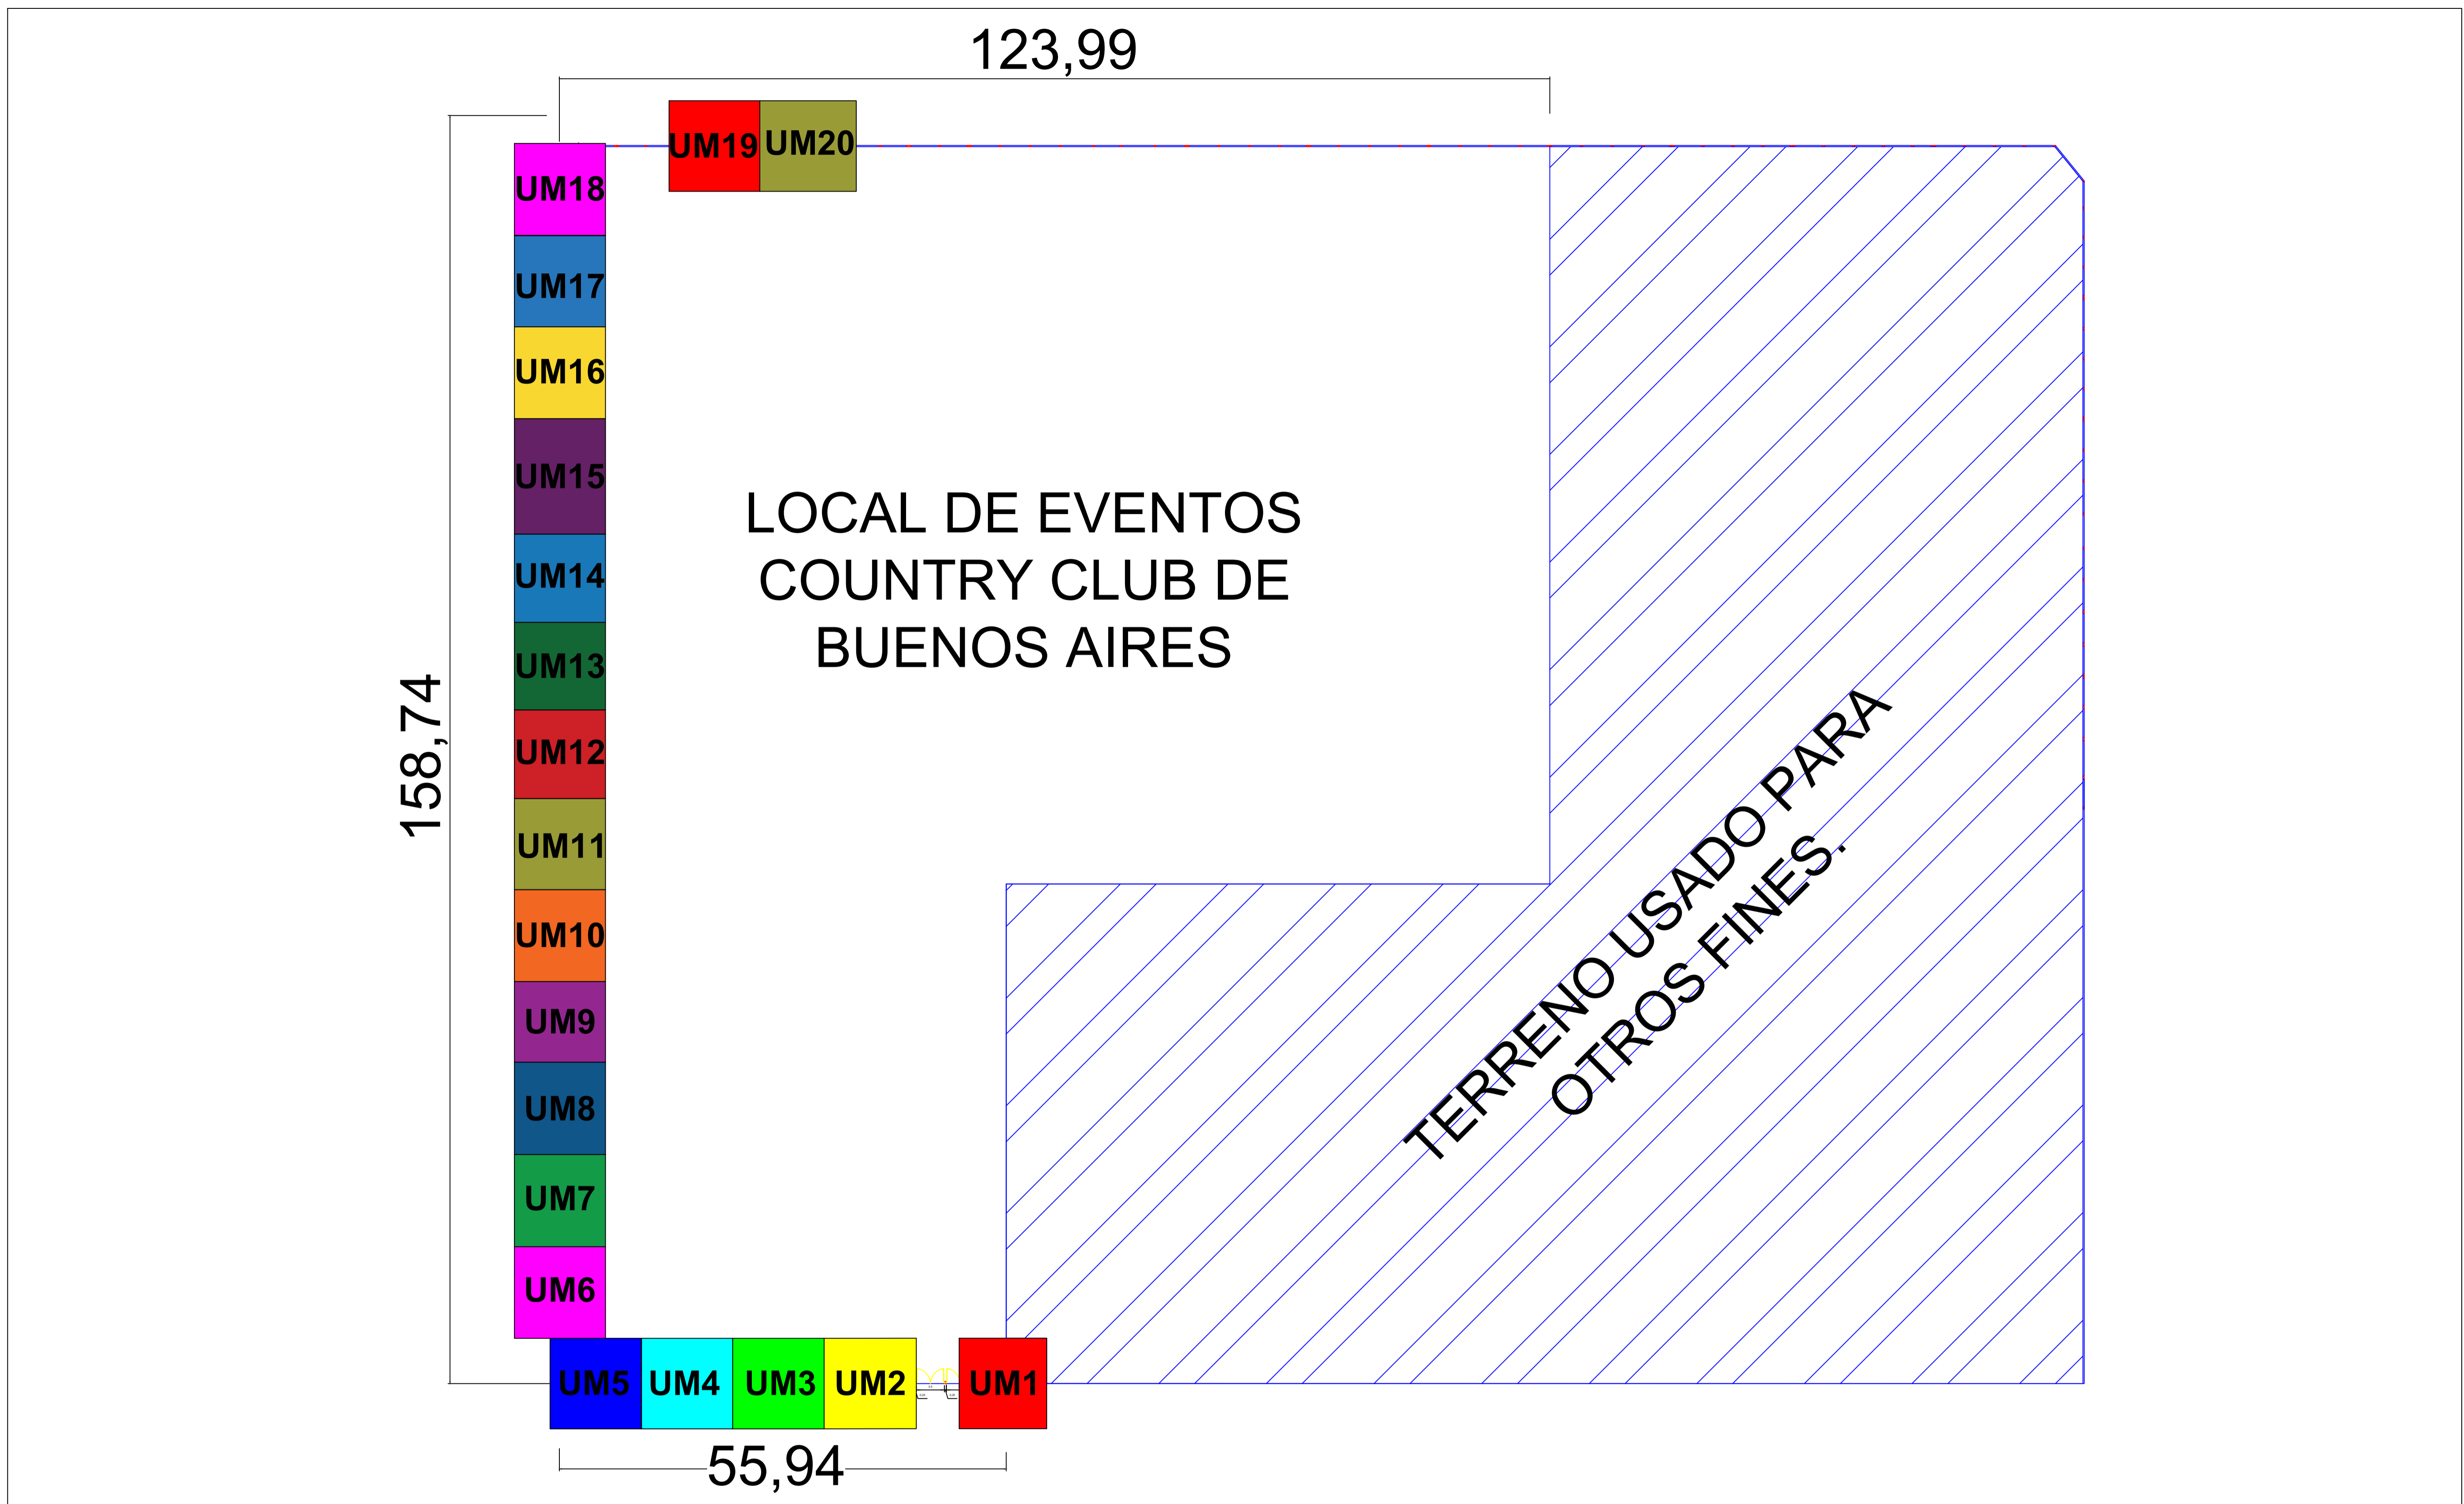 123,99
UM19 UM20
UM18
UM17
UM16
UM15
UM14
UM13
UM12
UM11
UM10
UM9
UM8
UM7
UM6
UM5 UM4 UM3 UM2 UM1
158,74
LOCAL DE EVENTOS
COUNTRY CLUB DE
BUENOS AIRES
TERRENO USADO PARA
OTROS FINES.
55,94